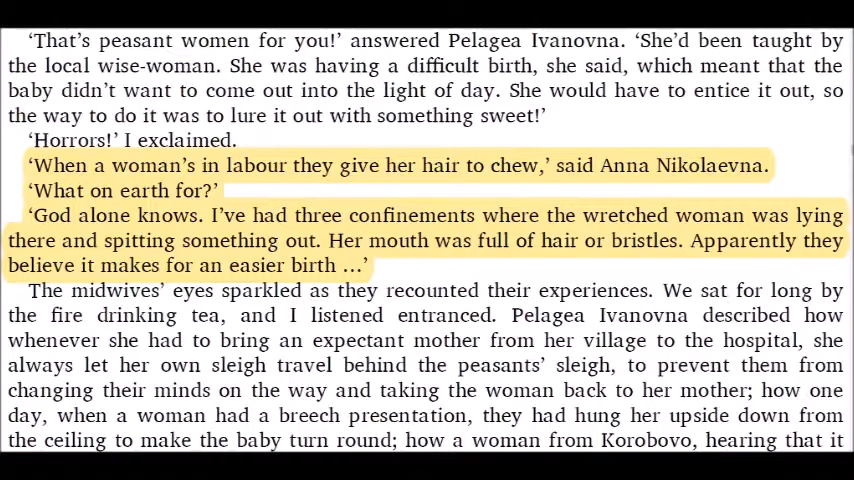 ‘That’s peasant women for you!’ answered Pelagea Ivanovna. ‘She’d been taught by
the local wise-woman. She was having a difficult birth, she said, which meant that the
baby didn’t want to come out into the light of day. She would have to entice it out, so
the way to do it was to lure it out with something sweet!’
‘Horrors!’ I exclaimed.
‘When a woman’s in labour they give her hair to chew,’ said Anna Nikolaevna.
‘What on earth for?’
‘God alone knows. I’ve had three confinements where the wretched woman was lying
there and spitting something out. Her mouth was full of hair or bristles. Apparently they
believe it makes for an easier birth …’
The midwives’ eyes sparkled as they recounted their experiences. We sat for long by
the fire drinking tea, and I listened entranced. Pelagea Ivanovna described how
whenever she had to bring an expectant mother from her village to the hospital, she
always let her own sleigh travel behind the peasants’ sleigh, to prevent them from
changing their minds on the way and taking the woman back to her mother; how one
day, when a woman had a breech presentation, they had hung her upside down from
the ceiling to make the baby turn round; how a woman from Korobovo, hearing that it